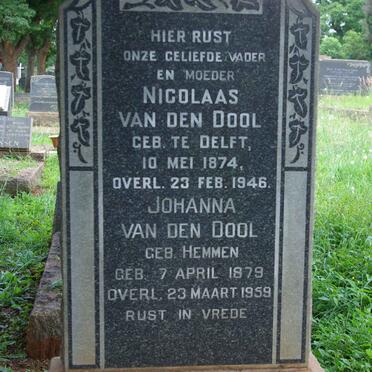 HIER RUST
ONZE GELIEFDE VADER
EN MOEDER
NICOLAAS
VAN DEN DOOL
GEB. TE DELFT,
10 MEI 1874,
OVERL. 23 FEB. 1946.
JOHANNA
VAN DEN DOOL
GEB. HEMMEN
GEB. 7 APRIL 1879
OVERL. 23 MAART 1959
RUST IN VREDE